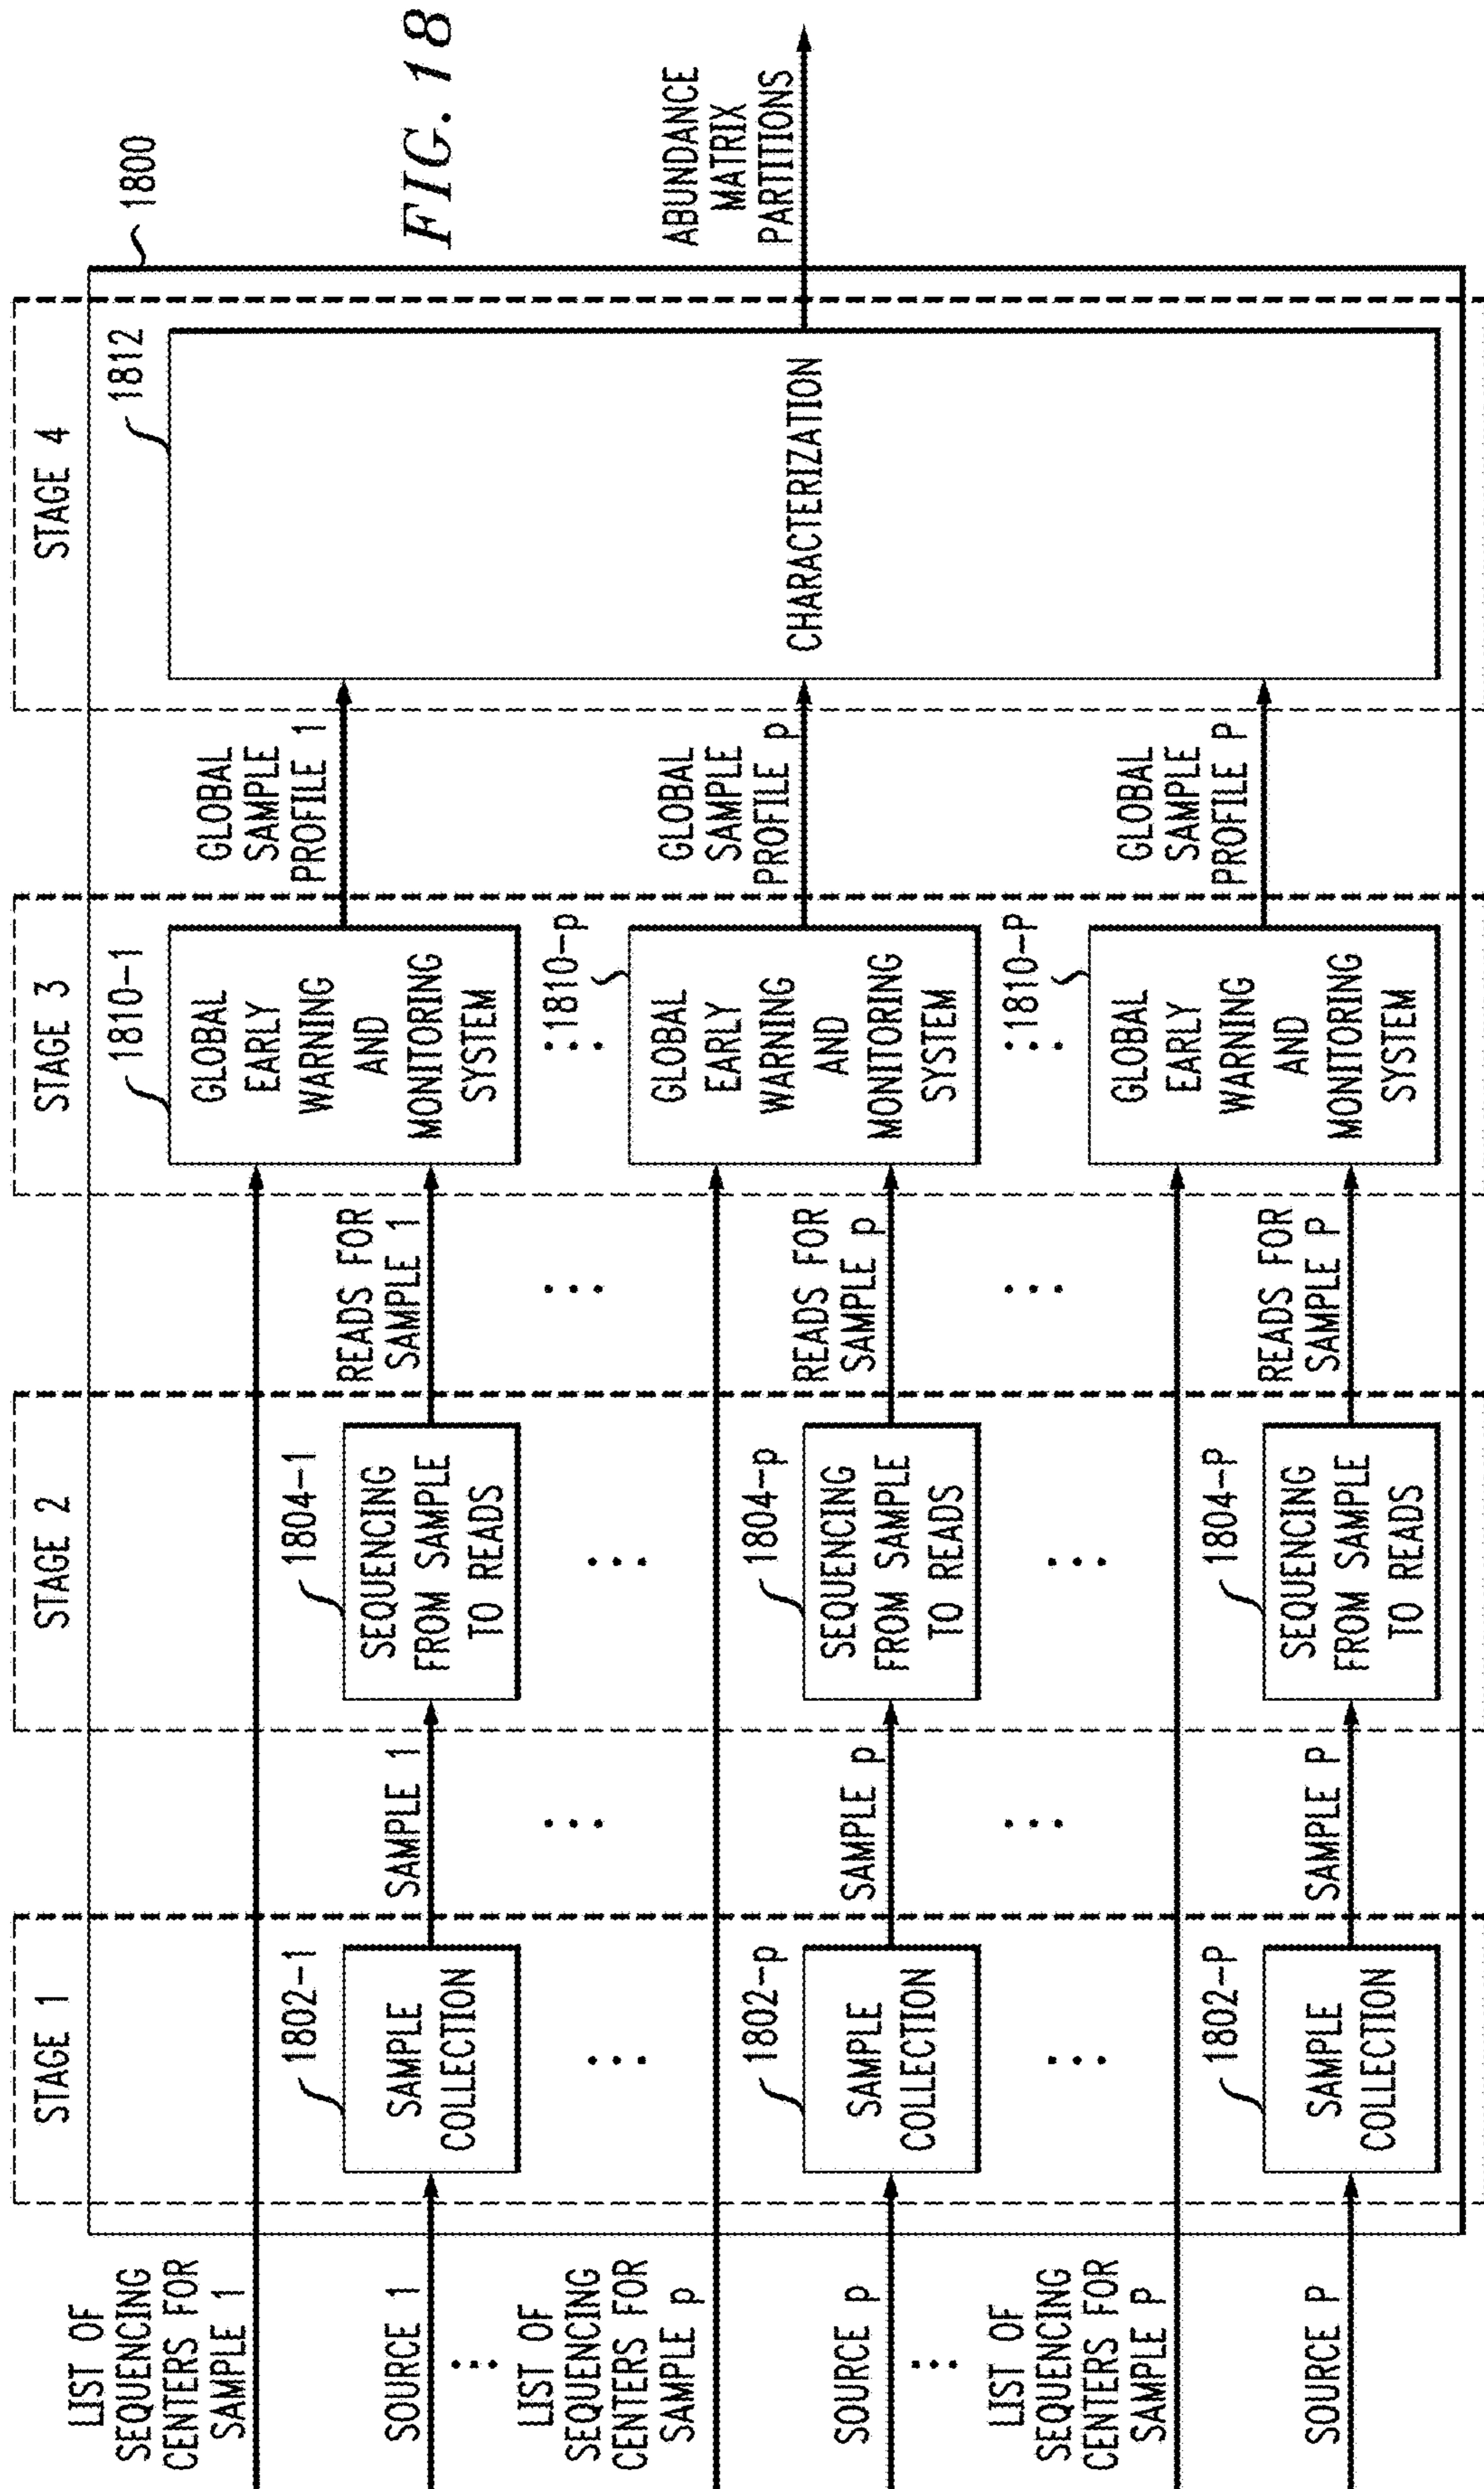 STAGE 1
STAGE 2
STAGE 3
STAGE 4
1800
LIST OF
SEQUENCING
CENTERS FOR
SAMPLE 1
SOURCE 1
1802-1
SAMPLE
COLLECTION
SAMPLE 1
1804-1
SEQUENCING
FROM SAMPLE
TO READS
READS FOR
SAMPLE 1
1810-1
GLOBAL
EARLY
WARNING
AND
MONITORING
SYSTEM
GLOBAL
SAMPLE
PROFILE 1
1812
CHARACTERIZATION
LIST OF
SEQUENCING
CENTERS FOR
SAMPLE p
SOURCE p
1802-p
SAMPLE
COLLECTION
SAMPLE p
1804-p
SEQUENCING
FROM SAMPLE
TO READS
READS FOR
SAMPLE p
1810-p
GLOBAL
EARLY
WARNING
AND
MONITORING
SYSTEM
GLOBAL
SAMPLE
PROFILE p
ABUNDANCE
MATRIX
PARTITIONS
LIST OF
SEQUENCING
CENTERS FOR
SAMPLE P
SOURCE P
1802-P
SAMPLE
COLLECTION
SAMPLE P
1804-P
SEQUENCING
FROM SAMPLE
TO READS
READS FOR
SAMPLE P
1810-P
GLOBAL
EARLY
WARNING
AND
MONITORING
SYSTEM
GLOBAL
SAMPLE
PROFILE P
FIG. 18